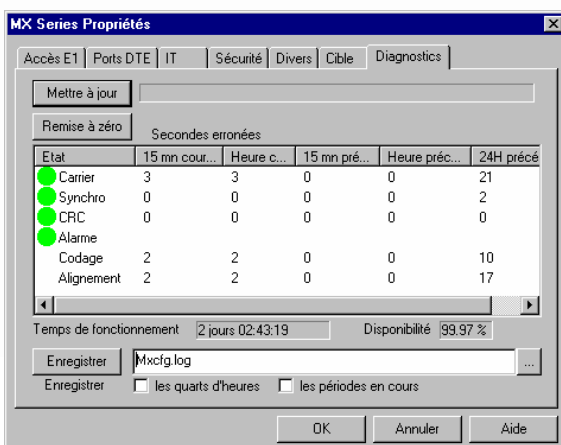 MX Series Propriétés
Accès E1 Ports DTE IT Sécurité Divers Cible Diagnostics
Mettre à jour
Remise à zéro Secondes erronées
Etat 15 mn cour... Heure c... 15 mn pré... Heure préc... 24H précé
Carrier 3 3 0 0 21
Synchro 0 0 0 0 2
CRC 0 0 0 0 0
Alarme
Codage 2 2 0 0 10
Alignement 2 2 0 0 17
Temps de fonctionnement 2 jours 02:43:19 Disponibilité 99.97 %
Enregistrer Mxcfg.log ...
Enregistrer les quarts d'heures les périodes en cours
OK Annuler Aide